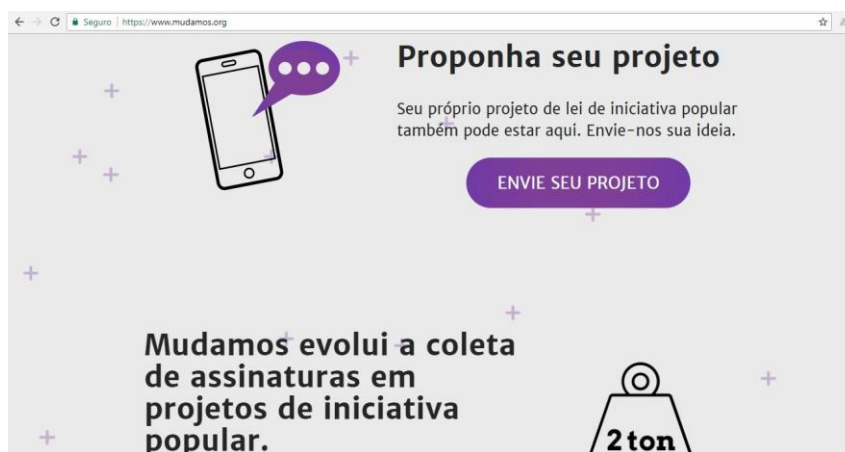 Seguro | https://www.mudamos.org
Proponha seu projeto
Seu próprio projeto de lei de iniciativa popular
também pode estar aqui. Envie-nos sua ideia.
ENVIE SEU PROJETO
Mudamos evolui a coleta
de assinaturas em
projetos de iniciativa
popular.
2 ton